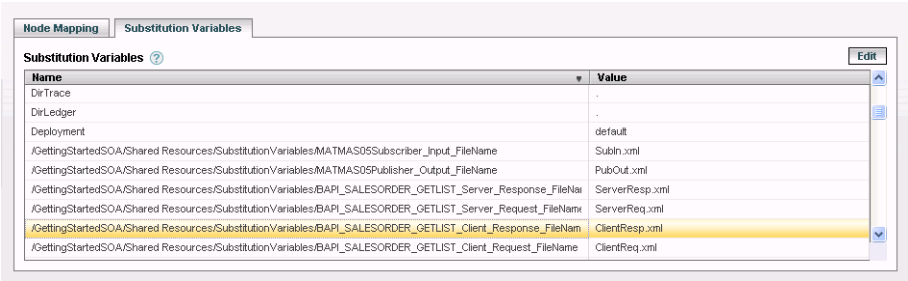 Node Mapping Substitution Variables
Substitution Variables ?
Edit
Name Value
DirTrace .
DirLedger .
Deployment default
/GettingStartedSOA/Shared Resources/SubstitutionVariables/MATMAS05Subscriber_Input_FileName SubIn.xml
/GettingStartedSOA/Shared Resources/SubstitutionVariables/MATMAS05Publisher_Output_FileName PubOut.xml
/GettingStartedSOA/Shared Resources/SubstitutionVariables/BAPI_SALESORDER_GETLIST_Server_Response_FileNa ServerResp.xml
/GettingStartedSOA/Shared Resources/SubstitutionVariables/BAPI_SALESORDER_GETLIST_Server_Request_FileName ServerReq.xml
/GettingStartedSOA/Shared Resources/SubstitutionVariables/BAPI_SALESORDER_GETLIST_Client_Response_FileNam ClientResp.xml
/GettingStartedSOA/Shared Resources/SubstitutionVariables/BAPI_SALESORDER_GETLIST_Client_Request_FileName ClientReq.xml